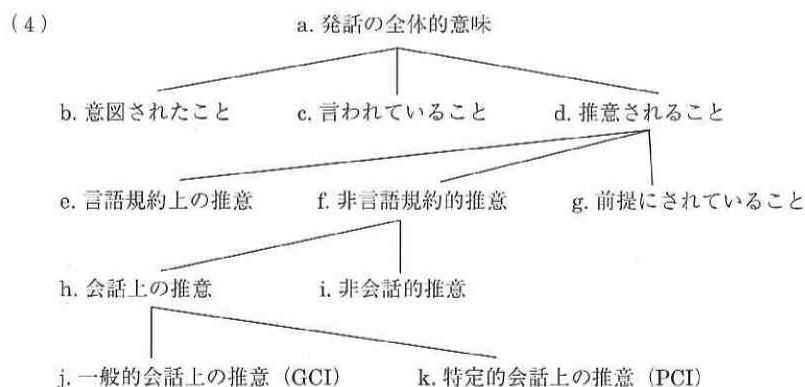 (4) a. 発話の全体的意味
b. 意図されたこと c. 言われていること d. 推意されること
e. 言語規約上の推意 f. 非言語規約的推意 g. 前提にされていること
h. 会話上の推意 i. 非会話的推意
j. 一般的会話上の推意（GCI） k. 特定的会話上の推意（PCI）